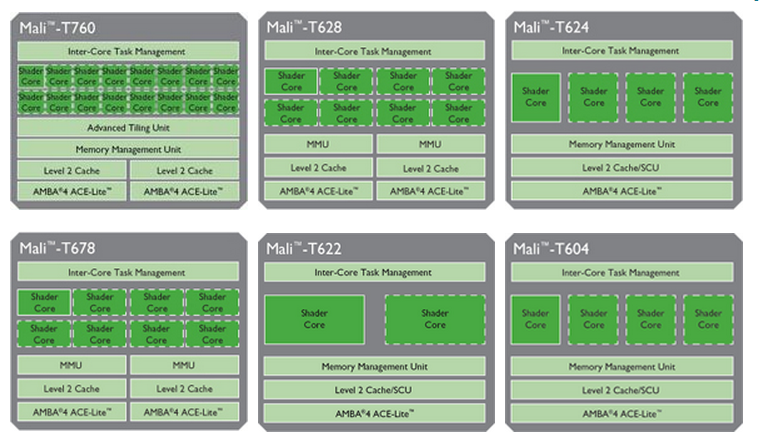 Mali™-T760
Inter-Core Task Management
Shader Core Shader Core Shader Core Shader Core Shader Core Shader Core Shader Core Shader Core
Shader Core Shader Core Shader Core Shader Core Shader Core Shader Core Shader Core Shader Core
Advanced Tiling Unit
Memory Management Unit
Level 2 Cache Level 2 Cache
AMBA®4 ACE-Lite™ AMBA®4 ACE-Lite™
Mali™-T628
Inter-Core Task Management
Shader Core Shader Core Shader Core Shader Core
Shader Core Shader Core Shader Core Shader Core
MMU MMU
Level 2 Cache Level 2 Cache
AMBA®4 ACE-Lite™ AMBA®4 ACE-Lite™
Mali™-T624
Inter-Core Task Management
Shader Core Shader Core Shader Core Shader Core
Memory Management Unit
Level 2 Cache/SCU
AMBA®4 ACE-Lite™
Mali™-T678
Inter-Core Task Management
Shader Core Shader Core Shader Core Shader Core
Shader Core Shader Core Shader Core Shader Core
MMU MMU
Level 2 Cache Level 2 Cache
AMBA®4 ACE-Lite™ AMBA®4 ACE-Lite™
Mali™-T622
Inter-Core Task Management
Shader Core Shader Core
Memory Management Unit
Level 2 Cache/SCU
AMBA®4 ACE-Lite™
Mali™-T604
Inter-Core Task Management
Shader Core Shader Core Shader Core Shader Core
Memory Management Unit
Level 2 Cache/SCU
AMBA®4 ACE-Lite™